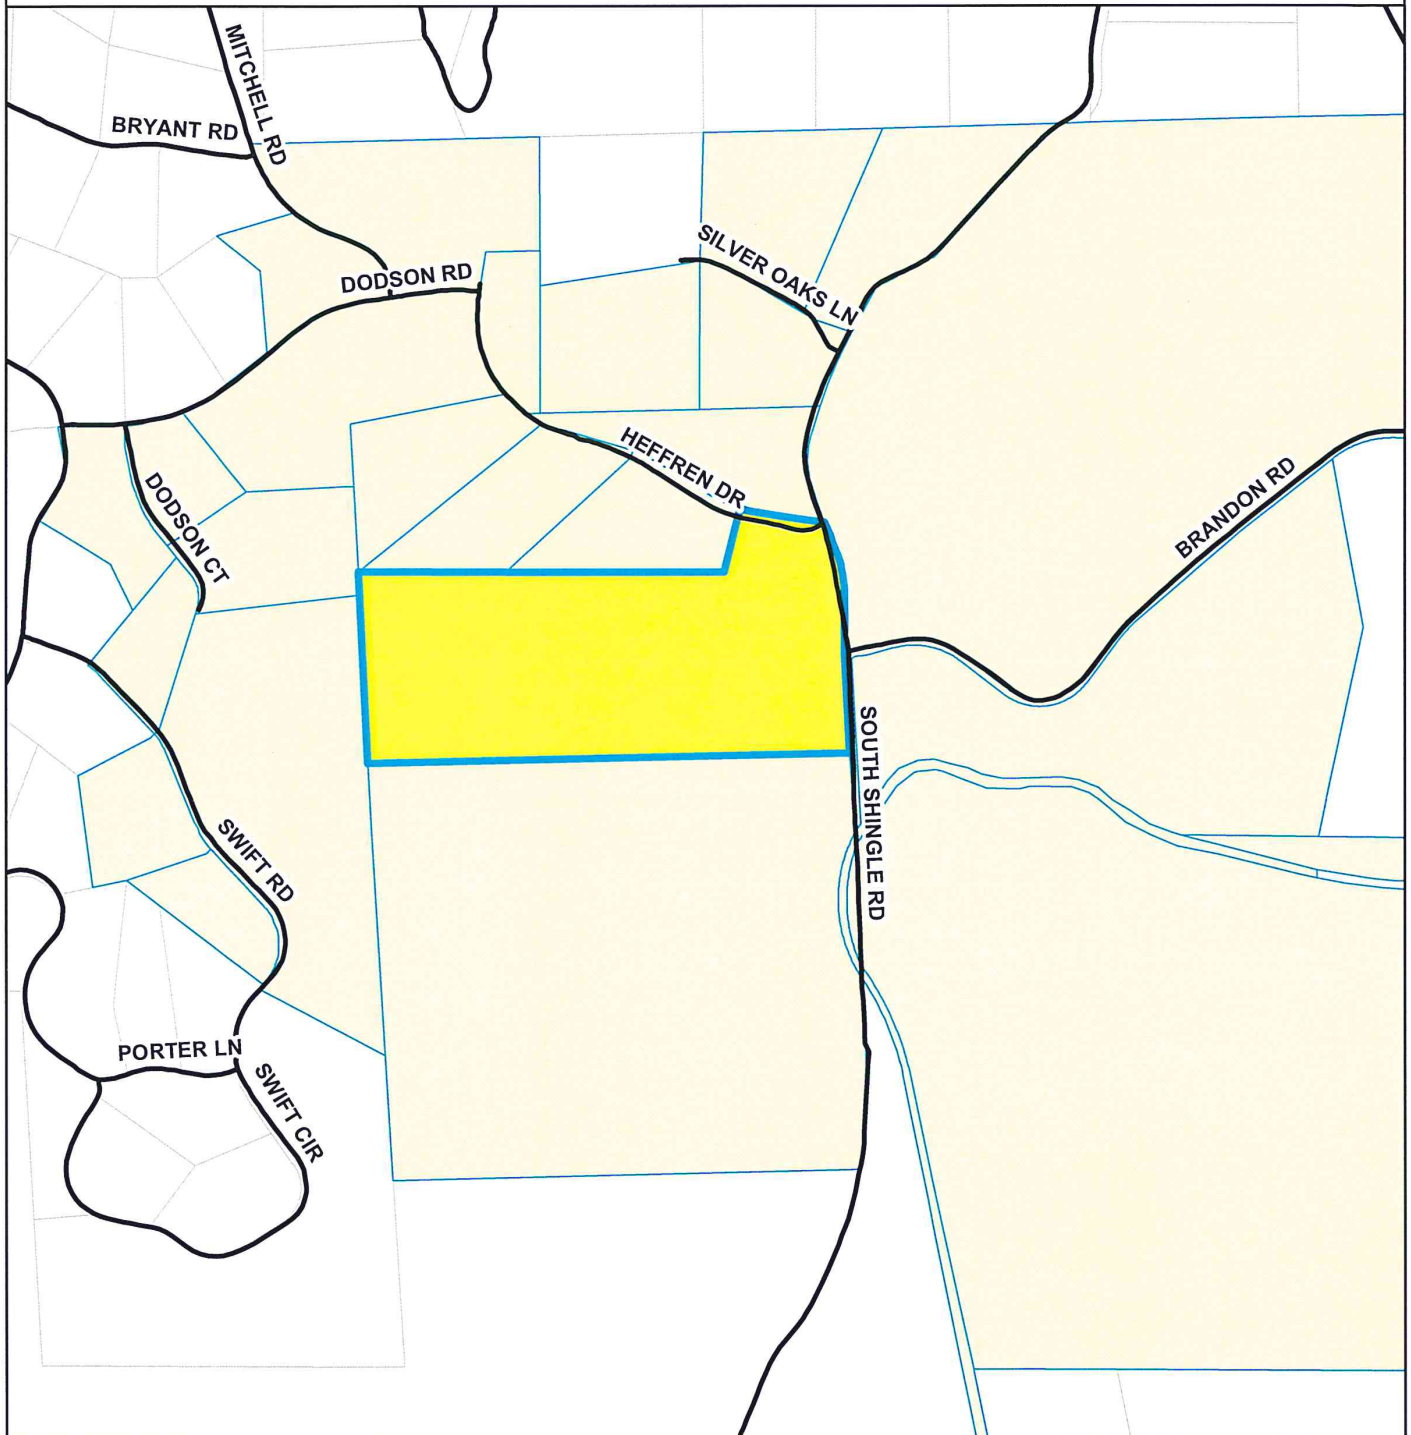 MITCHELL RD
BRYANT RD
SILVER OAKS LN
DODSON RD
HEFFREN DR
BRANDON RD
DODSON CT
SOUTH SHINGLE RD
SWIFT RD
PORTER LN
SWIFT CIR